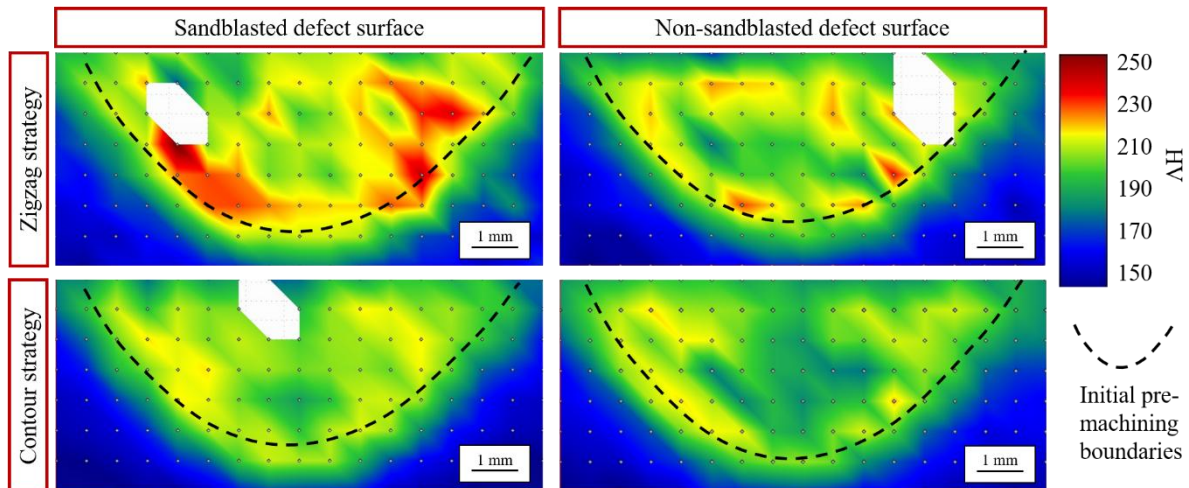 Sandblasted defect surface
Non-sandblasted defect surface
Zigzag strategy
1 mm
1 mm
250
230
210
190
170
150
HV
Contour strategy
1 mm
1 mm
Initial pre-
machining
boundaries